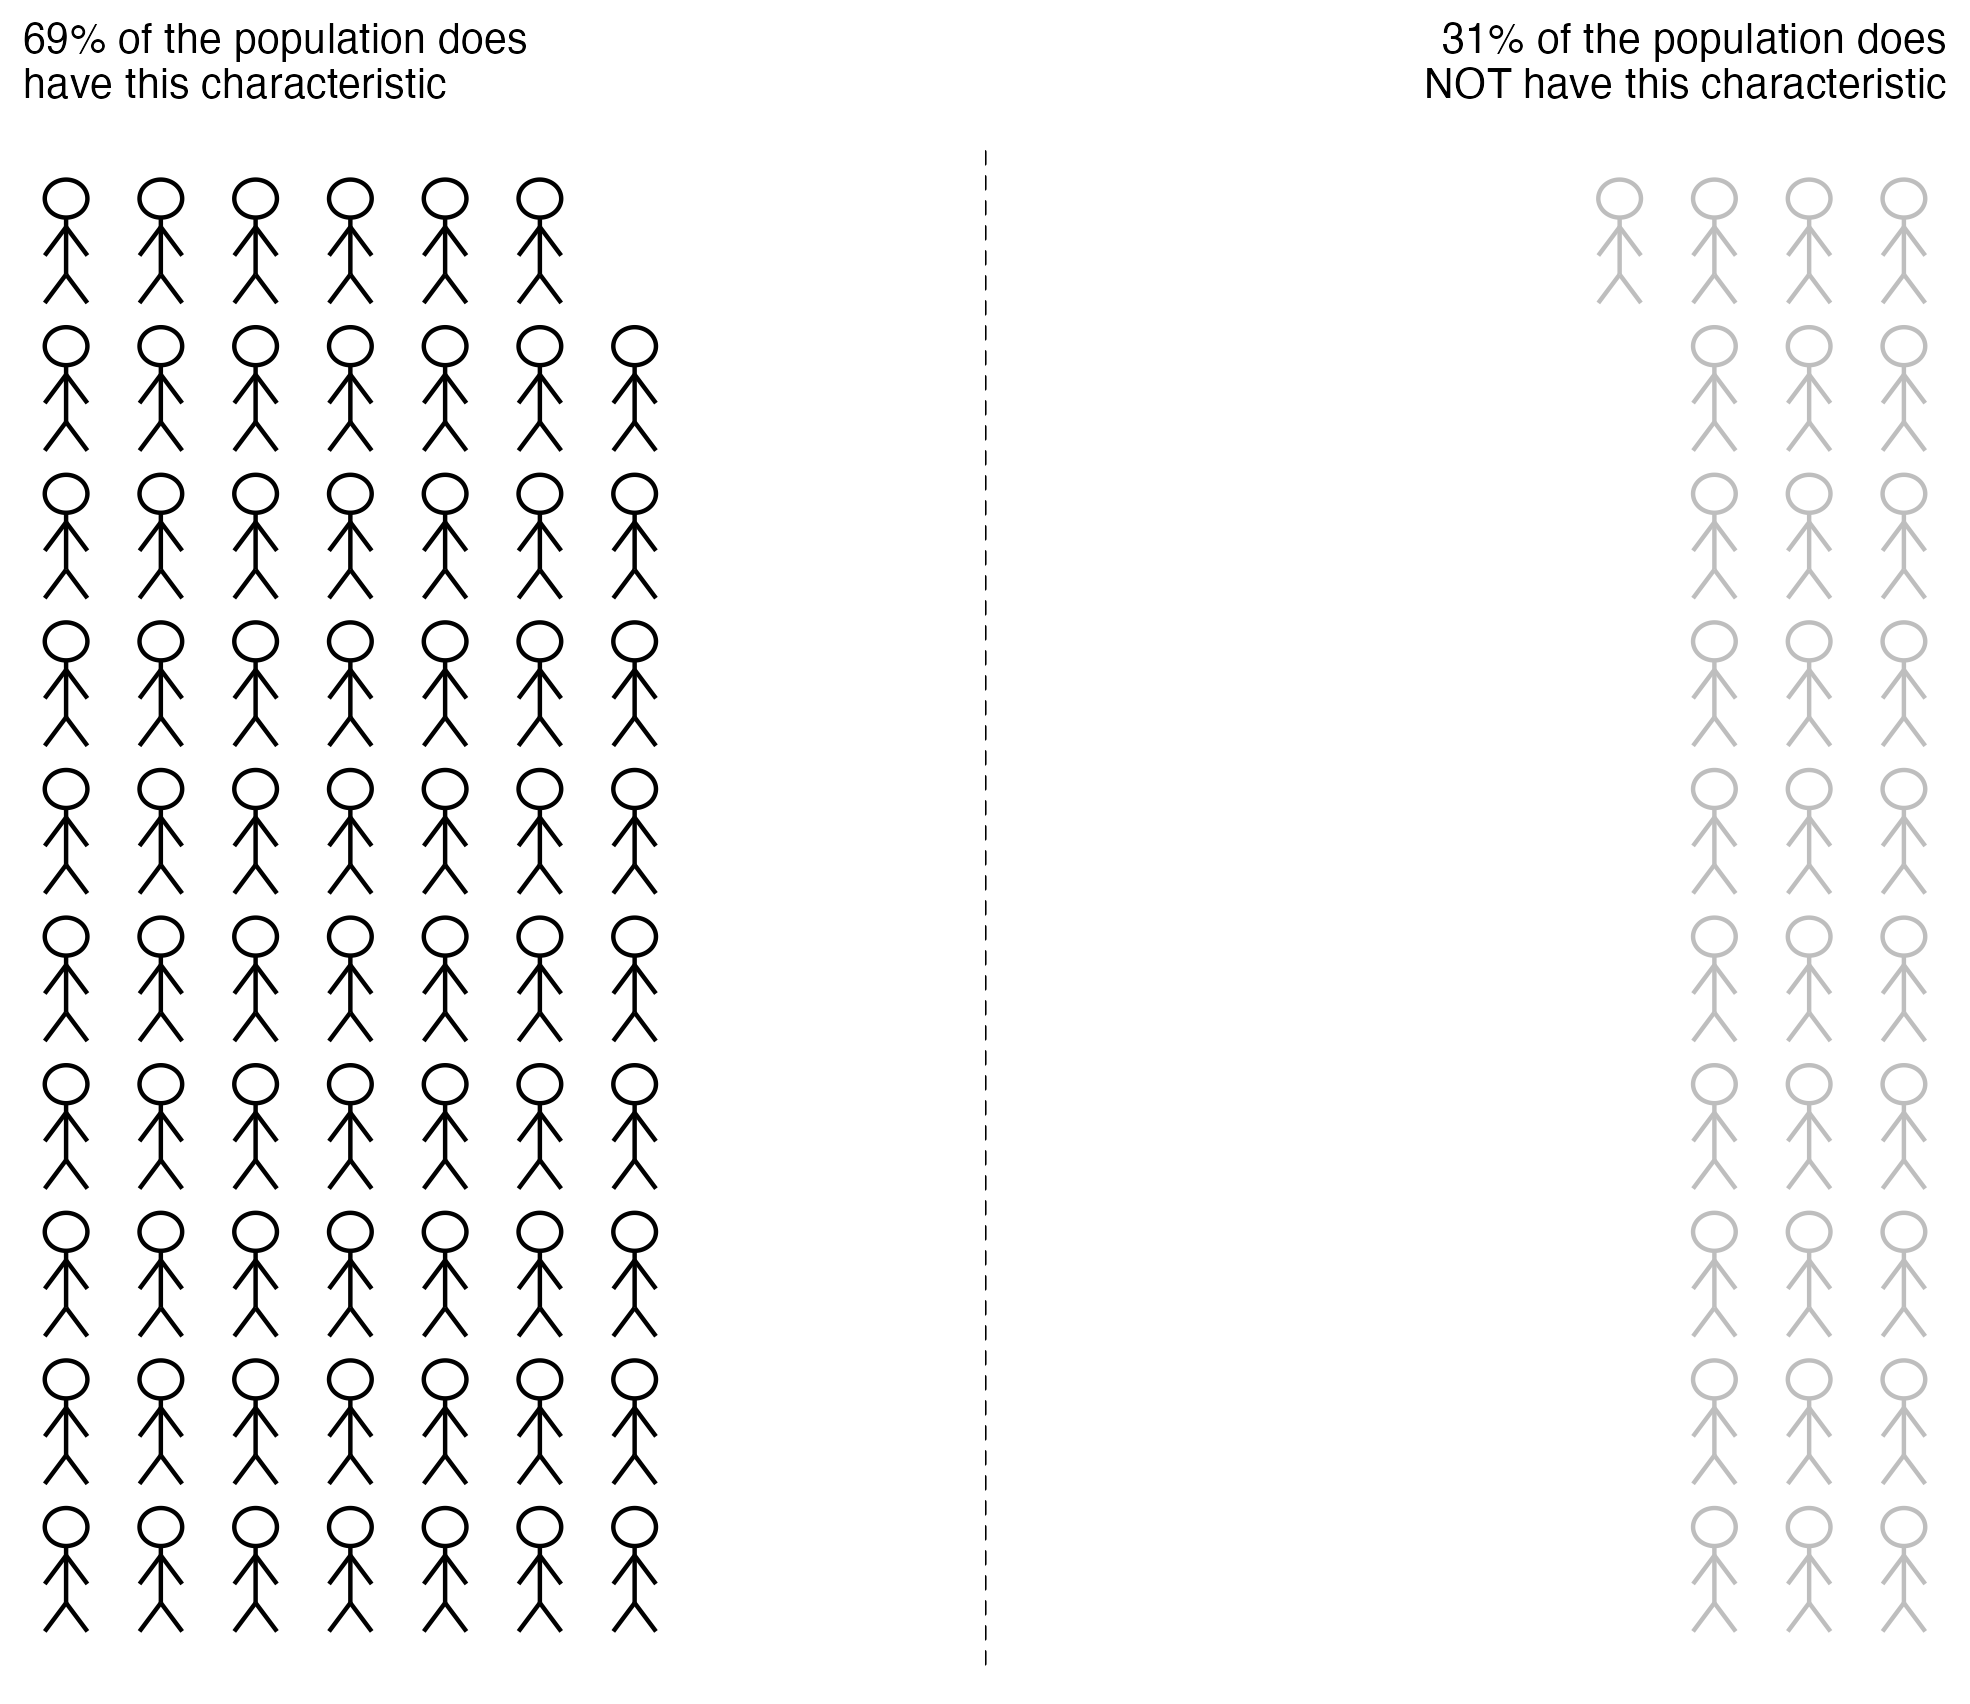 69% of the population does
have this characteristic
31% of the population does
NOT have this characteristic